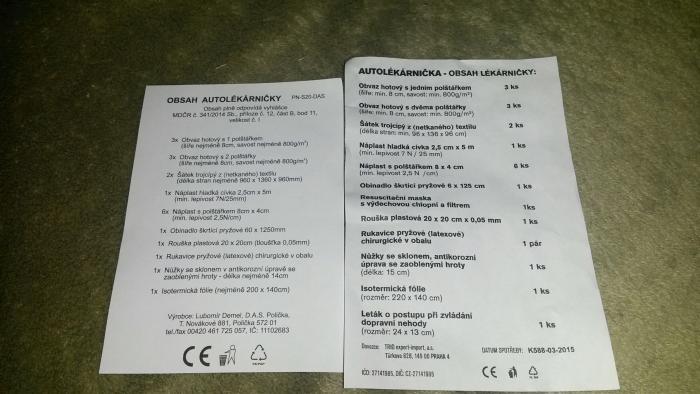 OBSAH AUTOLÉKÁRNIČKY PN-S20-DAS
Obsah plně odpovídá vyhlášce
MDČR č. 341/2014 Sb., příloze č. 12, část B, bod 11,
velikost č. I
3x Obvaz hotový s 1 polštářkem
(šíře nejméně 8cm, savost nejméně 800g/m²)
3x Obvaz hotový s 2 polštářky
(šíře nejméně 8cm, savost nejméně 800g/m²)
2x Šátek trojcípý z (netkaného) textilu
(délka stran nejméně 960 x 1360 x 960mm)
1x Náplast hladká cívka 2,5cm x 5m
(min. lepivost 7N/25mm)
6x Náplast s polštářkem 8cm x 4cm
(min. lepivost 2,5N/cm)
1x Obinadlo škrtící pryžové 60 x 1250mm
1x Rouška plastová 20 x 20cm (tloušťka 0,05mm)
1x Rukavice pryžové (latexové) chirurgické v obalu
1x Nůžky se sklonem v antikorozní úpravě se
zaoblenými hroty - délka nejméně 14cm
1x Isotermická fólie (nejméně 200 x 140cm)
Výrobce: Lubomír Demel, D.A.S. Polička,
T. Novákové 881, Polička 572 01
tel./fax 00420 461 725 057, IČ: 11102683
CE
AUTOLÉKÁRNIČKA - OBSAH LÉKÁRNIČKY:
Obvaz hotový s jedním polštářkem 3 ks
(šíře: min. 8 cm, savost: min. 800g/m²)
Obvaz hotový s dvěma polštářky 3 ks
(šíře: min. 8 cm, savost: min. 800g/m²)
Šátek trojcípý z (netkaného) textilu 2 ks
(délka stran: min. 96 x 136 x 96 cm)
Náplast hladká cívka 2,5 cm x 5 m 1 ks
(min. lepivost 7 N / 25 mm)
Náplast s polštářkem 8 x 4 cm 6 ks
(min. lepivost 2,5 N /cm)
Obinadlo škrtící pryžové 6 x 125 cm 1 ks
Resuscitační maska
s výdechovou chlopní a filtrem 1ks
Rouška plastová 20 x 20 cm x 0,05 mm 1 ks
Rukavice pryžové (latexové)
chirurgické v obalu 1 pár
Nůžky se sklonem, antikorozní
úprava se zaoblenými hroty 1 ks
(délka: 15 cm)
Isotermická fólie 1 ks
(rozměr: 220 x 140 cm)
Leták o postupu při zvládání
dopravní nehody 1 ks
(rozměr: 24 x 13 cm)
Dovozce: TRID export-import, a.s. DATUM SPOTŘEBY: K588-03-2015
Türkova 828, 149 00 PRAHA 4
IČO: 27141985, DIČ: CZ-27141985 CE